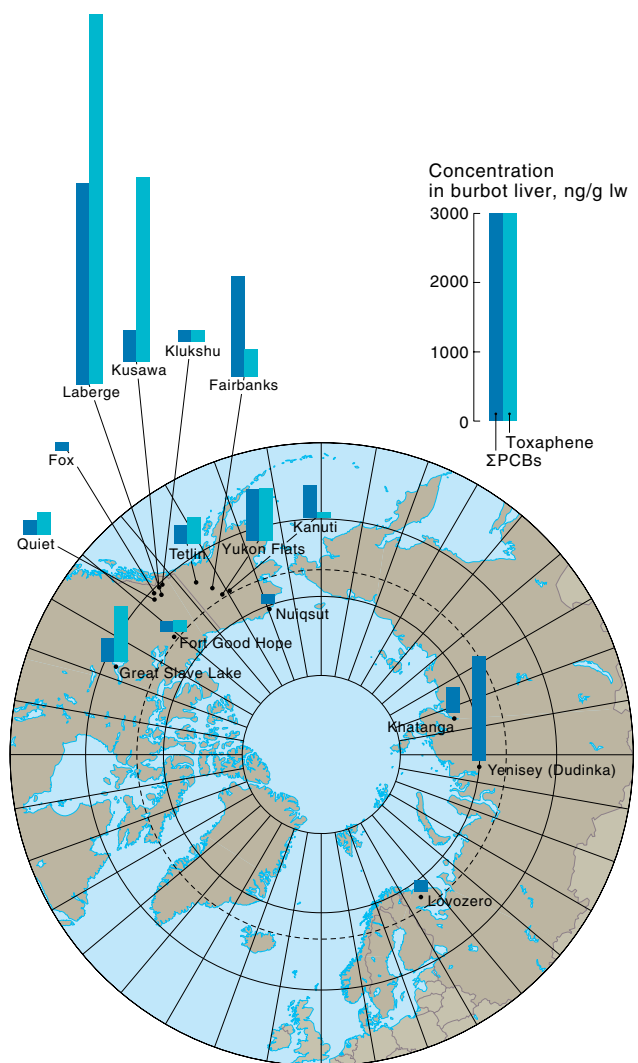 Concentration
in burbot liver, ng/g lw
3000
2000
1000
0
Toxaphene
ΣPCBs
Klukshu
Kusawa
Fairbanks
Laberge
Fox
Quiet
Kanuti
Tetlin
Yukon Flats
Nuiqsut
Fort Good Hope
Great Slave Lake
Khatanga
Yenisey (Dudinka)
Lovozero